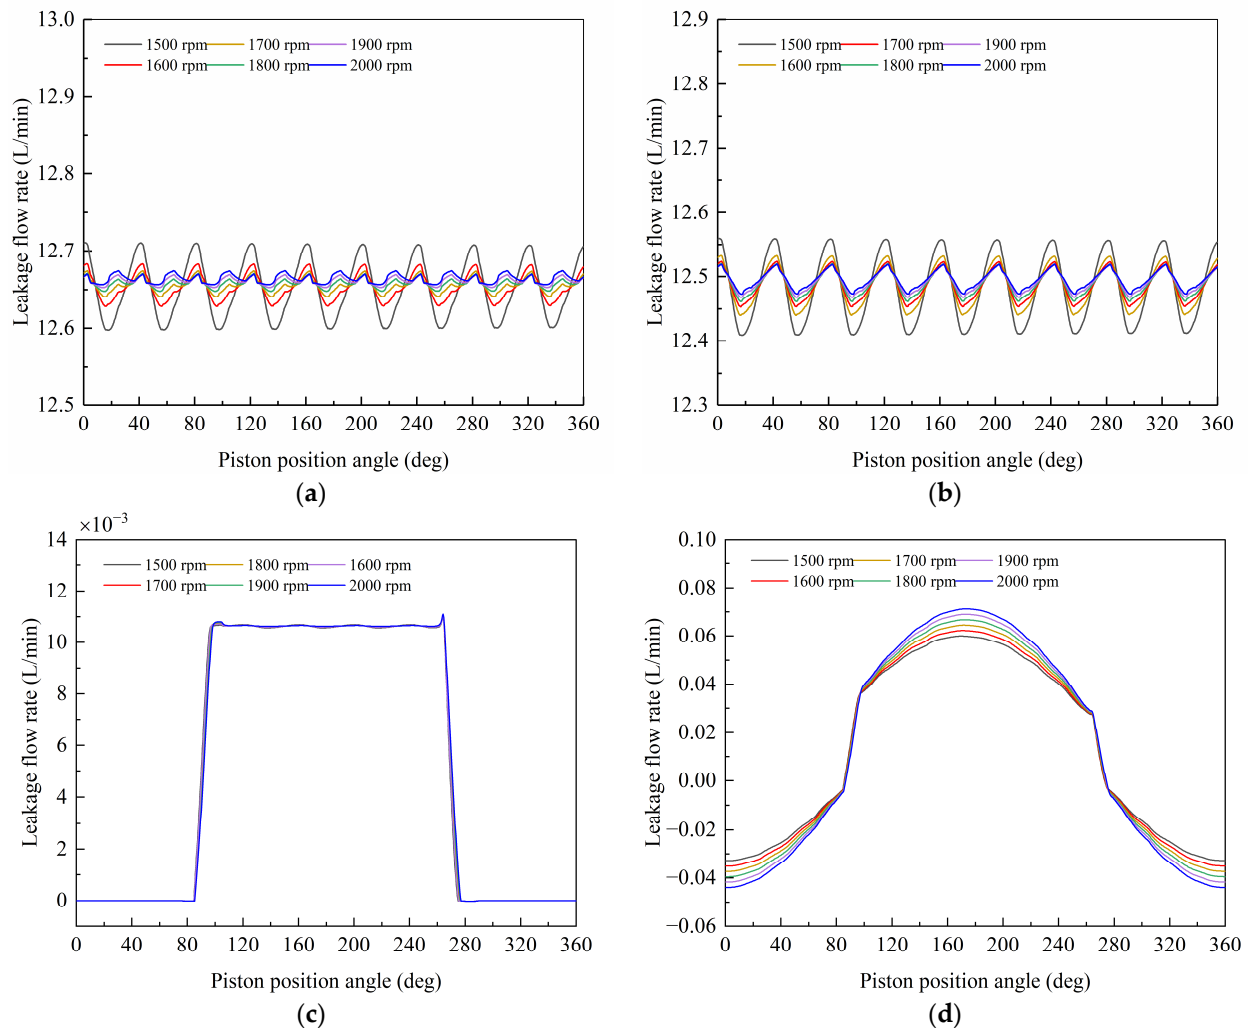 13.0
12.9
12.8
12.7
12.6
12.5
Leakage flow rate (L/min)
1500 rpm 1700 rpm 1900 rpm
1600 rpm 1800 rpm 2000 rpm
0 40 80 120 160 200 240 280 320 360
Piston position angle (deg)
(a)
12.9
12.8
12.7
12.6
12.5
12.4
12.3
Leakage flow rate (L/min)
1500 rpm 1700 rpm 1900 rpm
1600 rpm 1800 rpm 2000 rpm
0 40 80 120 160 200 240 280 320 360
Piston position angle (deg)
(b)
×10⁻³
14
12
10
8
6
4
2
0
Leakage flow rate (L/min)
1500 rpm 1800 rpm 1600 rpm
1700 rpm 1900 rpm 2000 rpm
0 40 80 120 160 200 240 280 320 360
Piston position angle (deg)
(c)
0.10
0.08
0.06
0.04
0.02
0.00
−0.02
−0.04
−0.06
Leakage flow rate (L/min)
1500 rpm 1700 rpm 1900 rpm
1600 rpm 1800 rpm 2000 rpm
0 40 80 120 160 200 240 280 320 360
Piston position angle (deg)
(d)